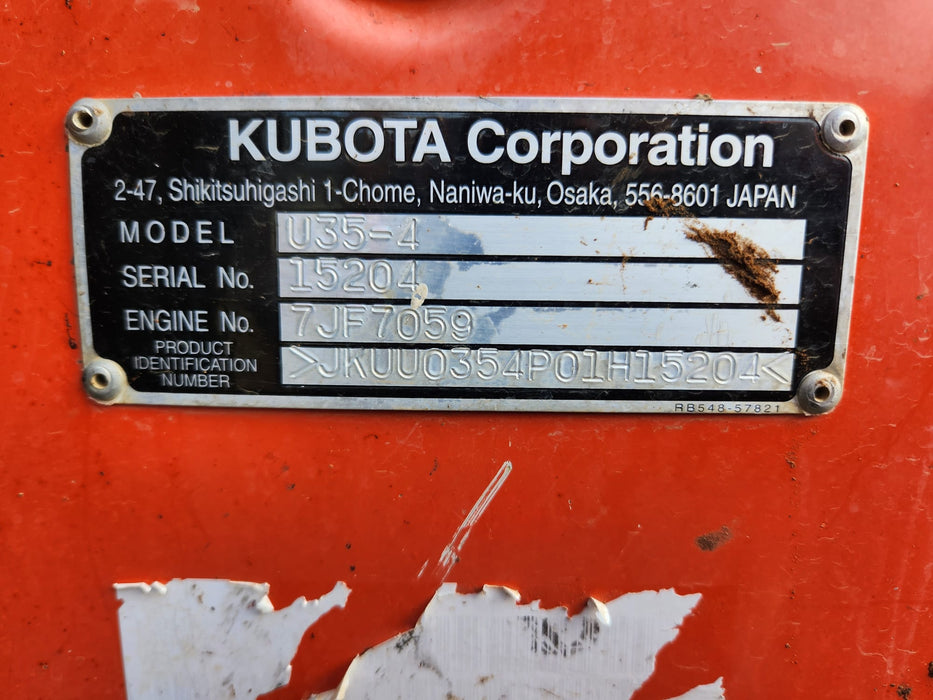 KUBOTA Corporation
2-47, Shikitsuhigashi 1-Chome, Naniwa-ku, Osaka, 556-8601 JAPAN
MODEL U35-4
SERIAL No. 15204
ENGINE No. 7JF7059
PRODUCT IDENTIFICATION NUMBER >JKUU0354P01H15204<
RB548-57821